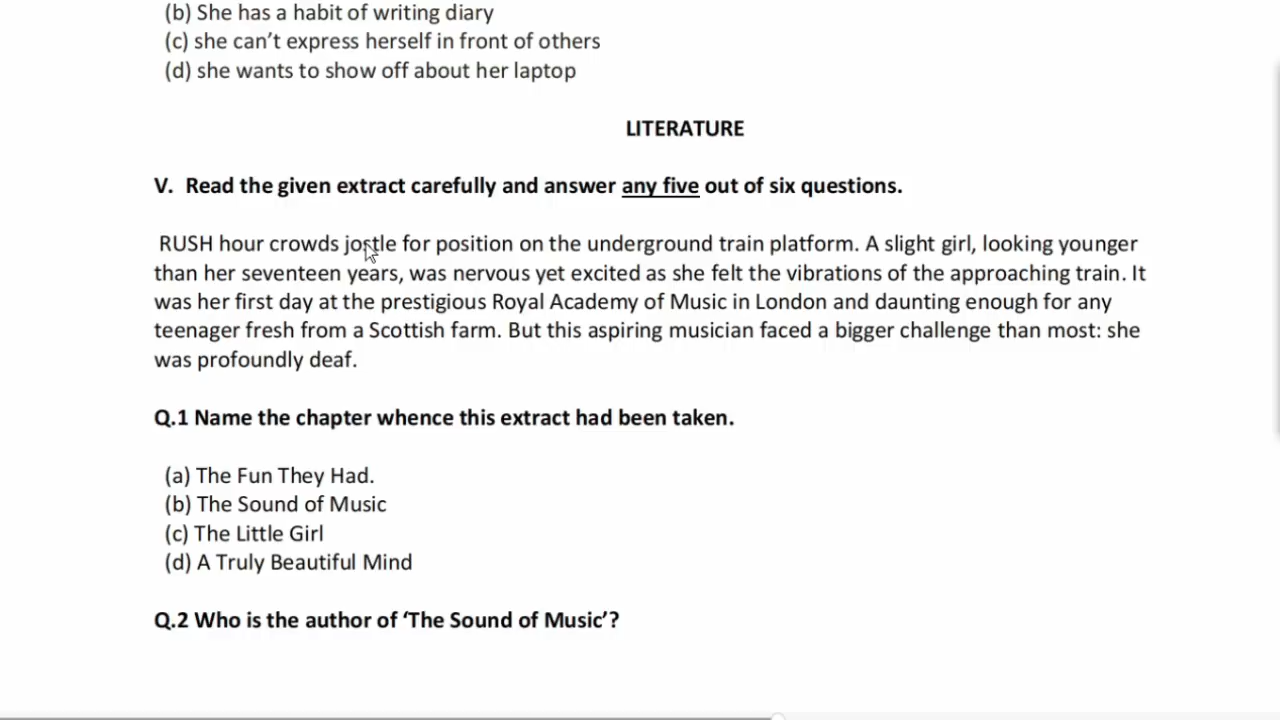 (b) She has a habit of writing diary
(c) she can’t express herself in front of others
(d) she wants to show off about her laptop
LITERATURE
V. Read the given extract carefully and answer any five out of six questions.
RUSH hour crowds jostle for position on the underground train platform. A slight girl, looking younger
than her seventeen years, was nervous yet excited as she felt the vibrations of the approaching train. It
was her first day at the prestigious Royal Academy of Music in London and daunting enough for any
teenager fresh from a Scottish farm. But this aspiring musician faced a bigger challenge than most: she
was profoundly deaf.
Q.1 Name the chapter whence this extract had been taken.
(a) The Fun They Had.
(b) The Sound of Music
(c) The Little Girl
(d) A Truly Beautiful Mind
Q.2 Who is the author of ‘The Sound of Music’?